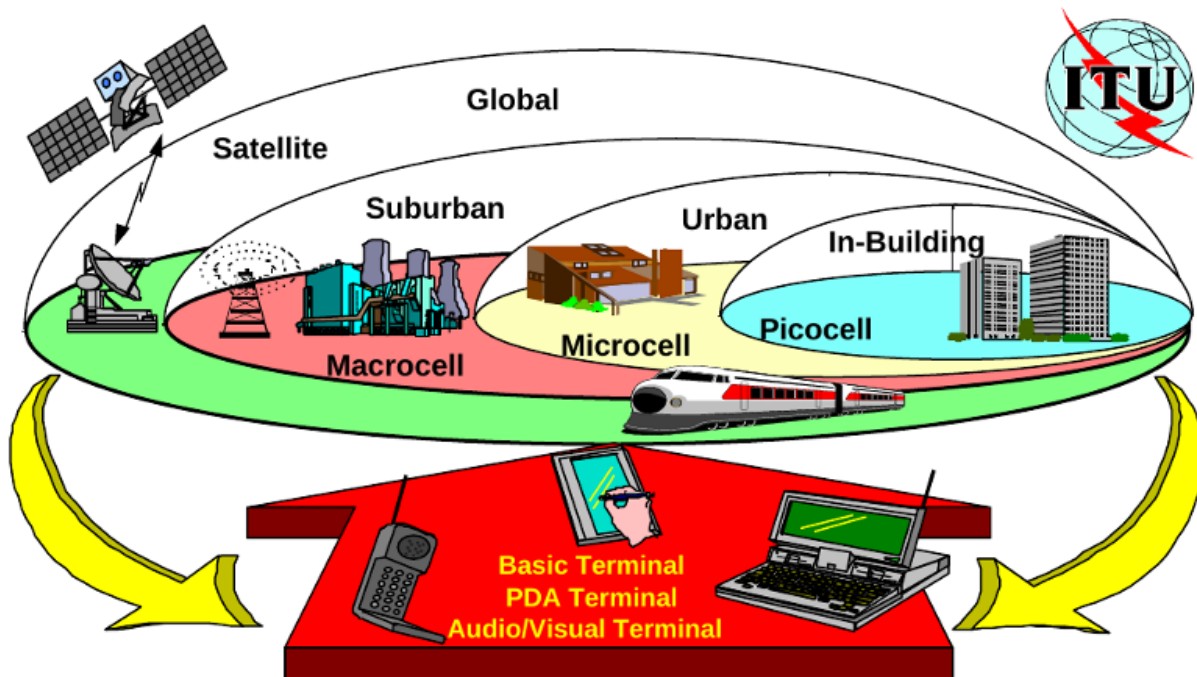 Global
ITU
Satellite
Suburban
Urban
In-Building
Picocell
Microcell
Macrocell
Basic Terminal
PDA Terminal
Audio/Visual Terminal